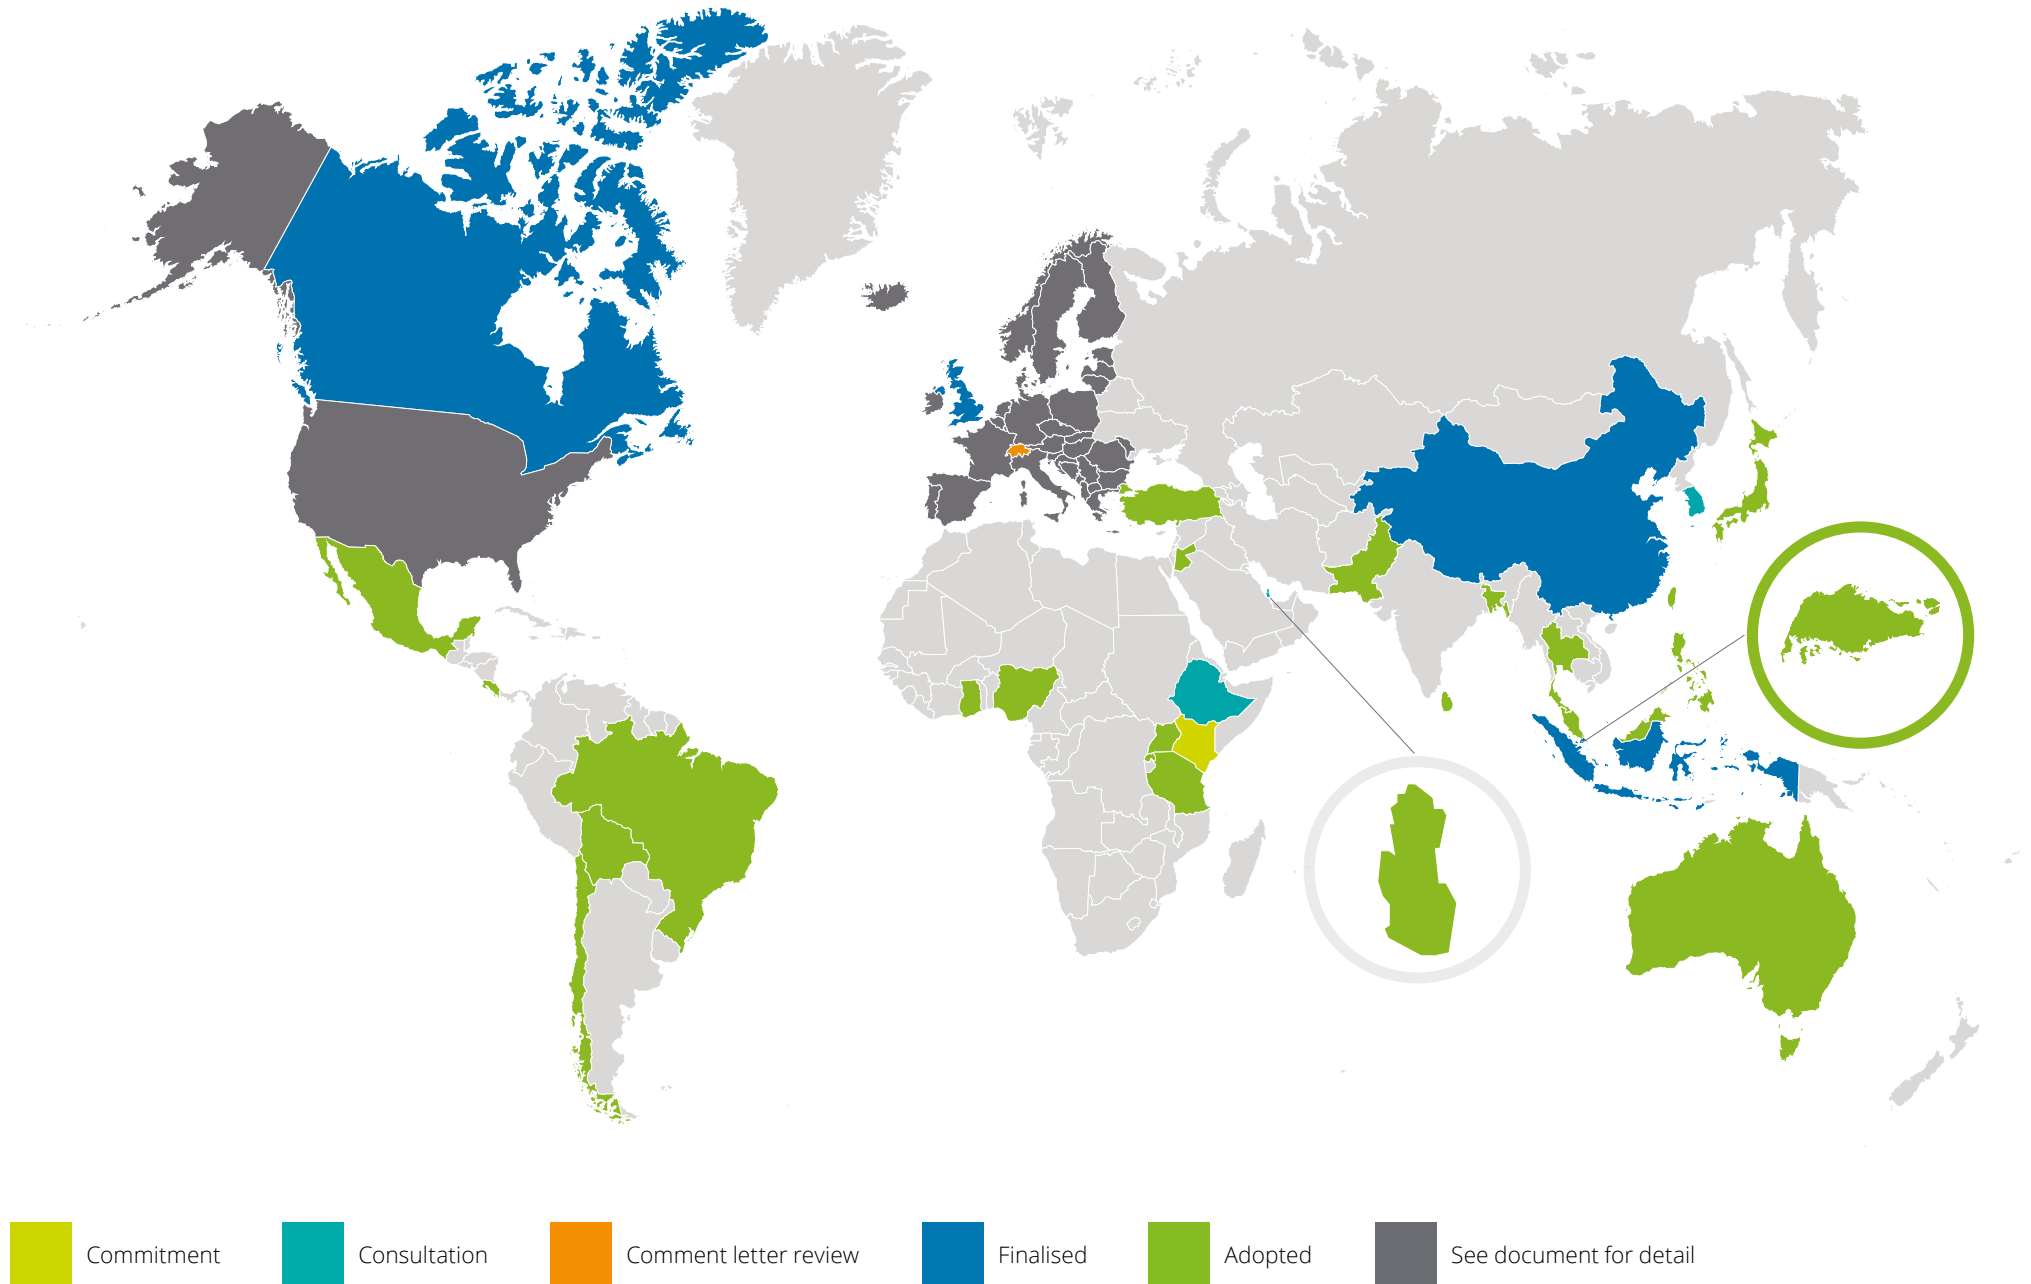 Commitment
Consultation
Comment letter review
Finalised
Adopted
See document for detail